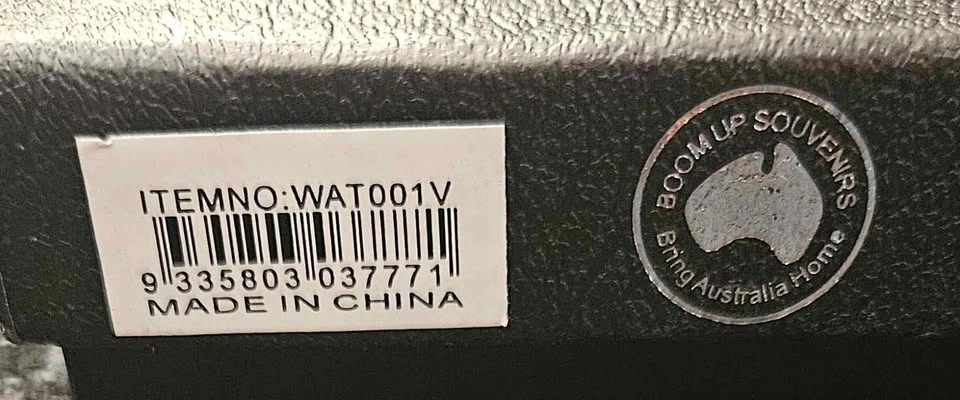 ITEMNO:WAT001V
9 335803 037771
MADE IN CHINA
BOOM UP SOUVENIRS
Bring Australia Home